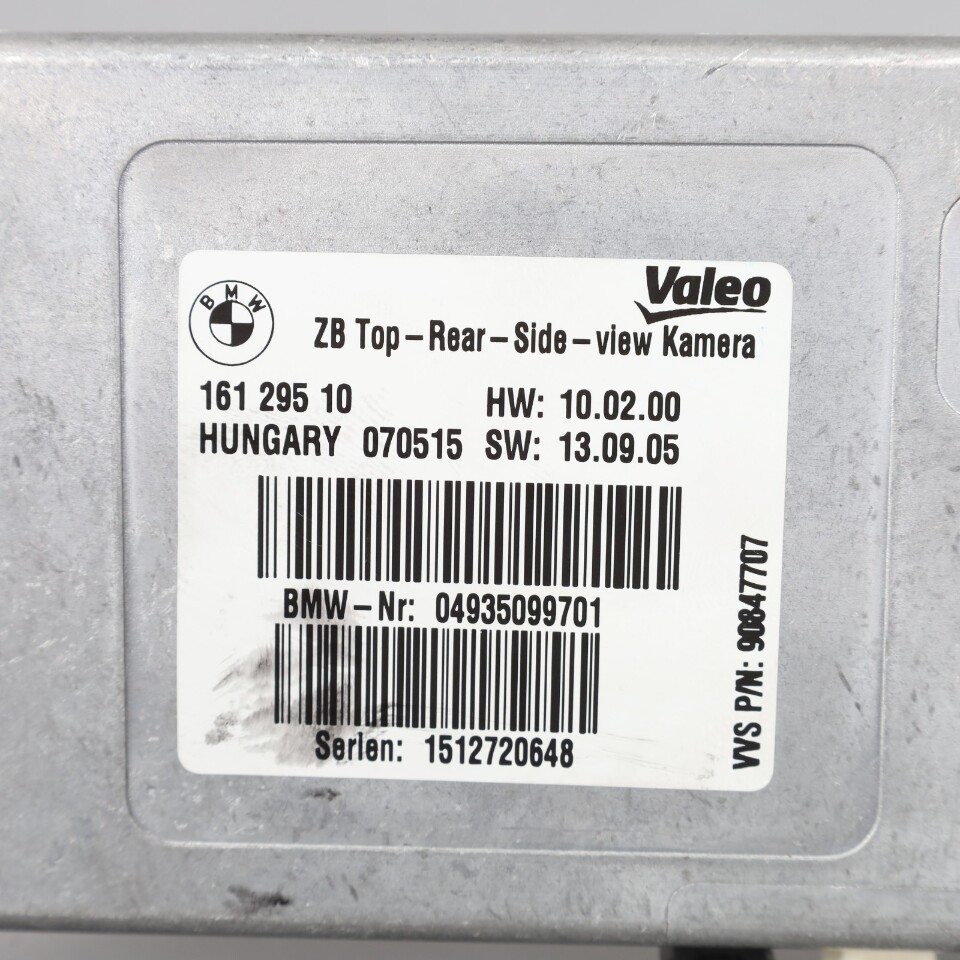 BMW
Valeo
ZB Top-Rear-Side-view Kamera
161 295 10 HW: 10.02.00
HUNGARY 070515 SW: 13.09.05
BMW-Nr: 04935099701
Serien: 1512720648
VVS P/N: 90847707